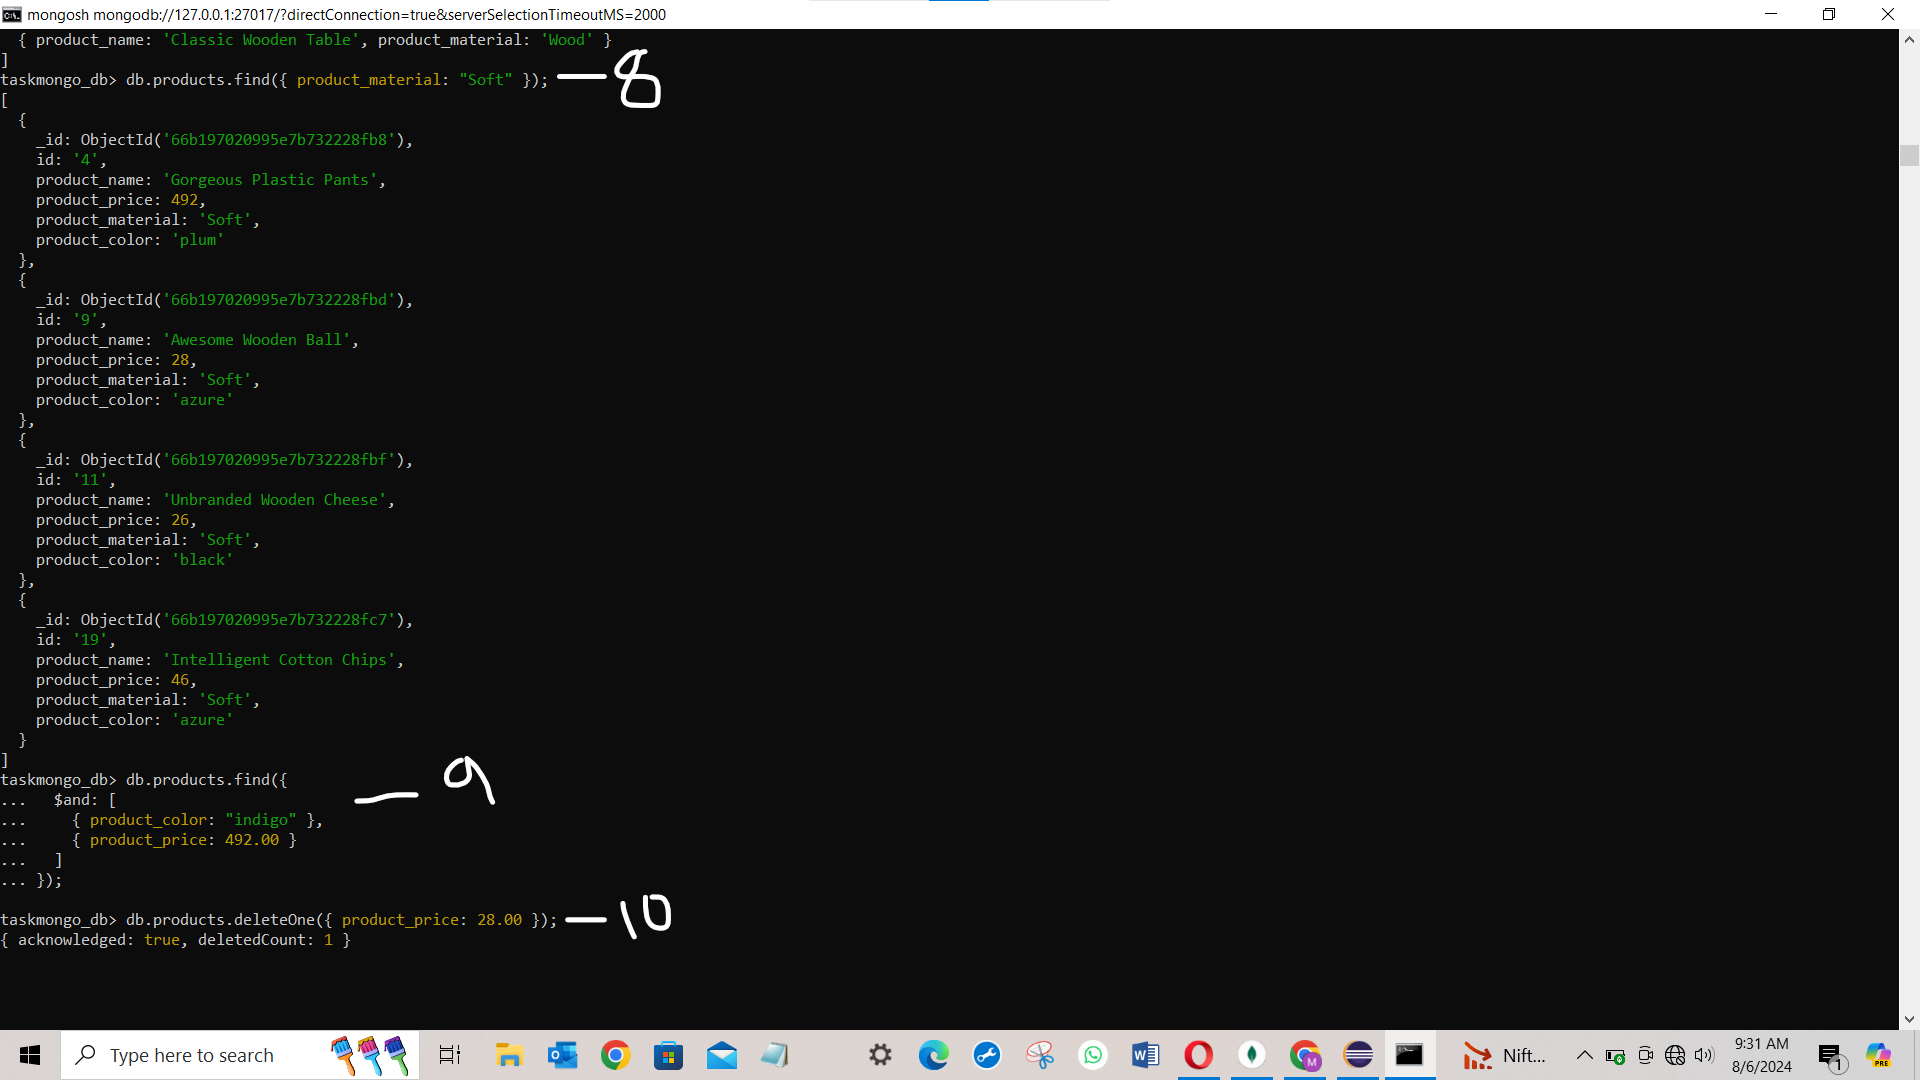 mongosh mongodb://127.0.0.1:27017/?directConnection=true&serverSelectionTimeoutMS=2000
  { product_name: 'Classic Wooden Table', product_material: 'Wood' }
]
taskmongo_db> db.products.find({ product_material: "Soft" }); —8
[
  {
    _id: ObjectId('66b197020995e7b732228fb8'),
    id: '4',
    product_name: 'Gorgeous Plastic Pants',
    product_price: 492,
    product_material: 'Soft',
    product_color: 'plum'
  },
  {
    _id: ObjectId('66b197020995e7b732228fbd'),
    id: '9',
    product_name: 'Awesome Wooden Ball',
    product_price: 28,
    product_material: 'Soft',
    product_color: 'azure'
  },
  {
    _id: ObjectId('66b197020995e7b732228fbf'),
    id: '11',
    product_name: 'Unbranded Wooden Cheese',
    product_price: 26,
    product_material: 'Soft',
    product_color: 'black'
  },
  {
    _id: ObjectId('66b197020995e7b732228fc7'),
    id: '19',
    product_name: 'Intelligent Cotton Chips',
    product_price: 46,
    product_material: 'Soft',
    product_color: 'azure'
  }
]
taskmongo_db> db.products.find({
...   $and: [ — 9
...     { product_color: "indigo" },
...     { product_price: 492.00 }
...   ]
... });

taskmongo_db> db.products.deleteOne({ product_price: 28.00 }); —10
{ acknowledged: true, deletedCount: 1 }
Type here to search
Nift...
9:31 AM
8/6/2024
1
PRE